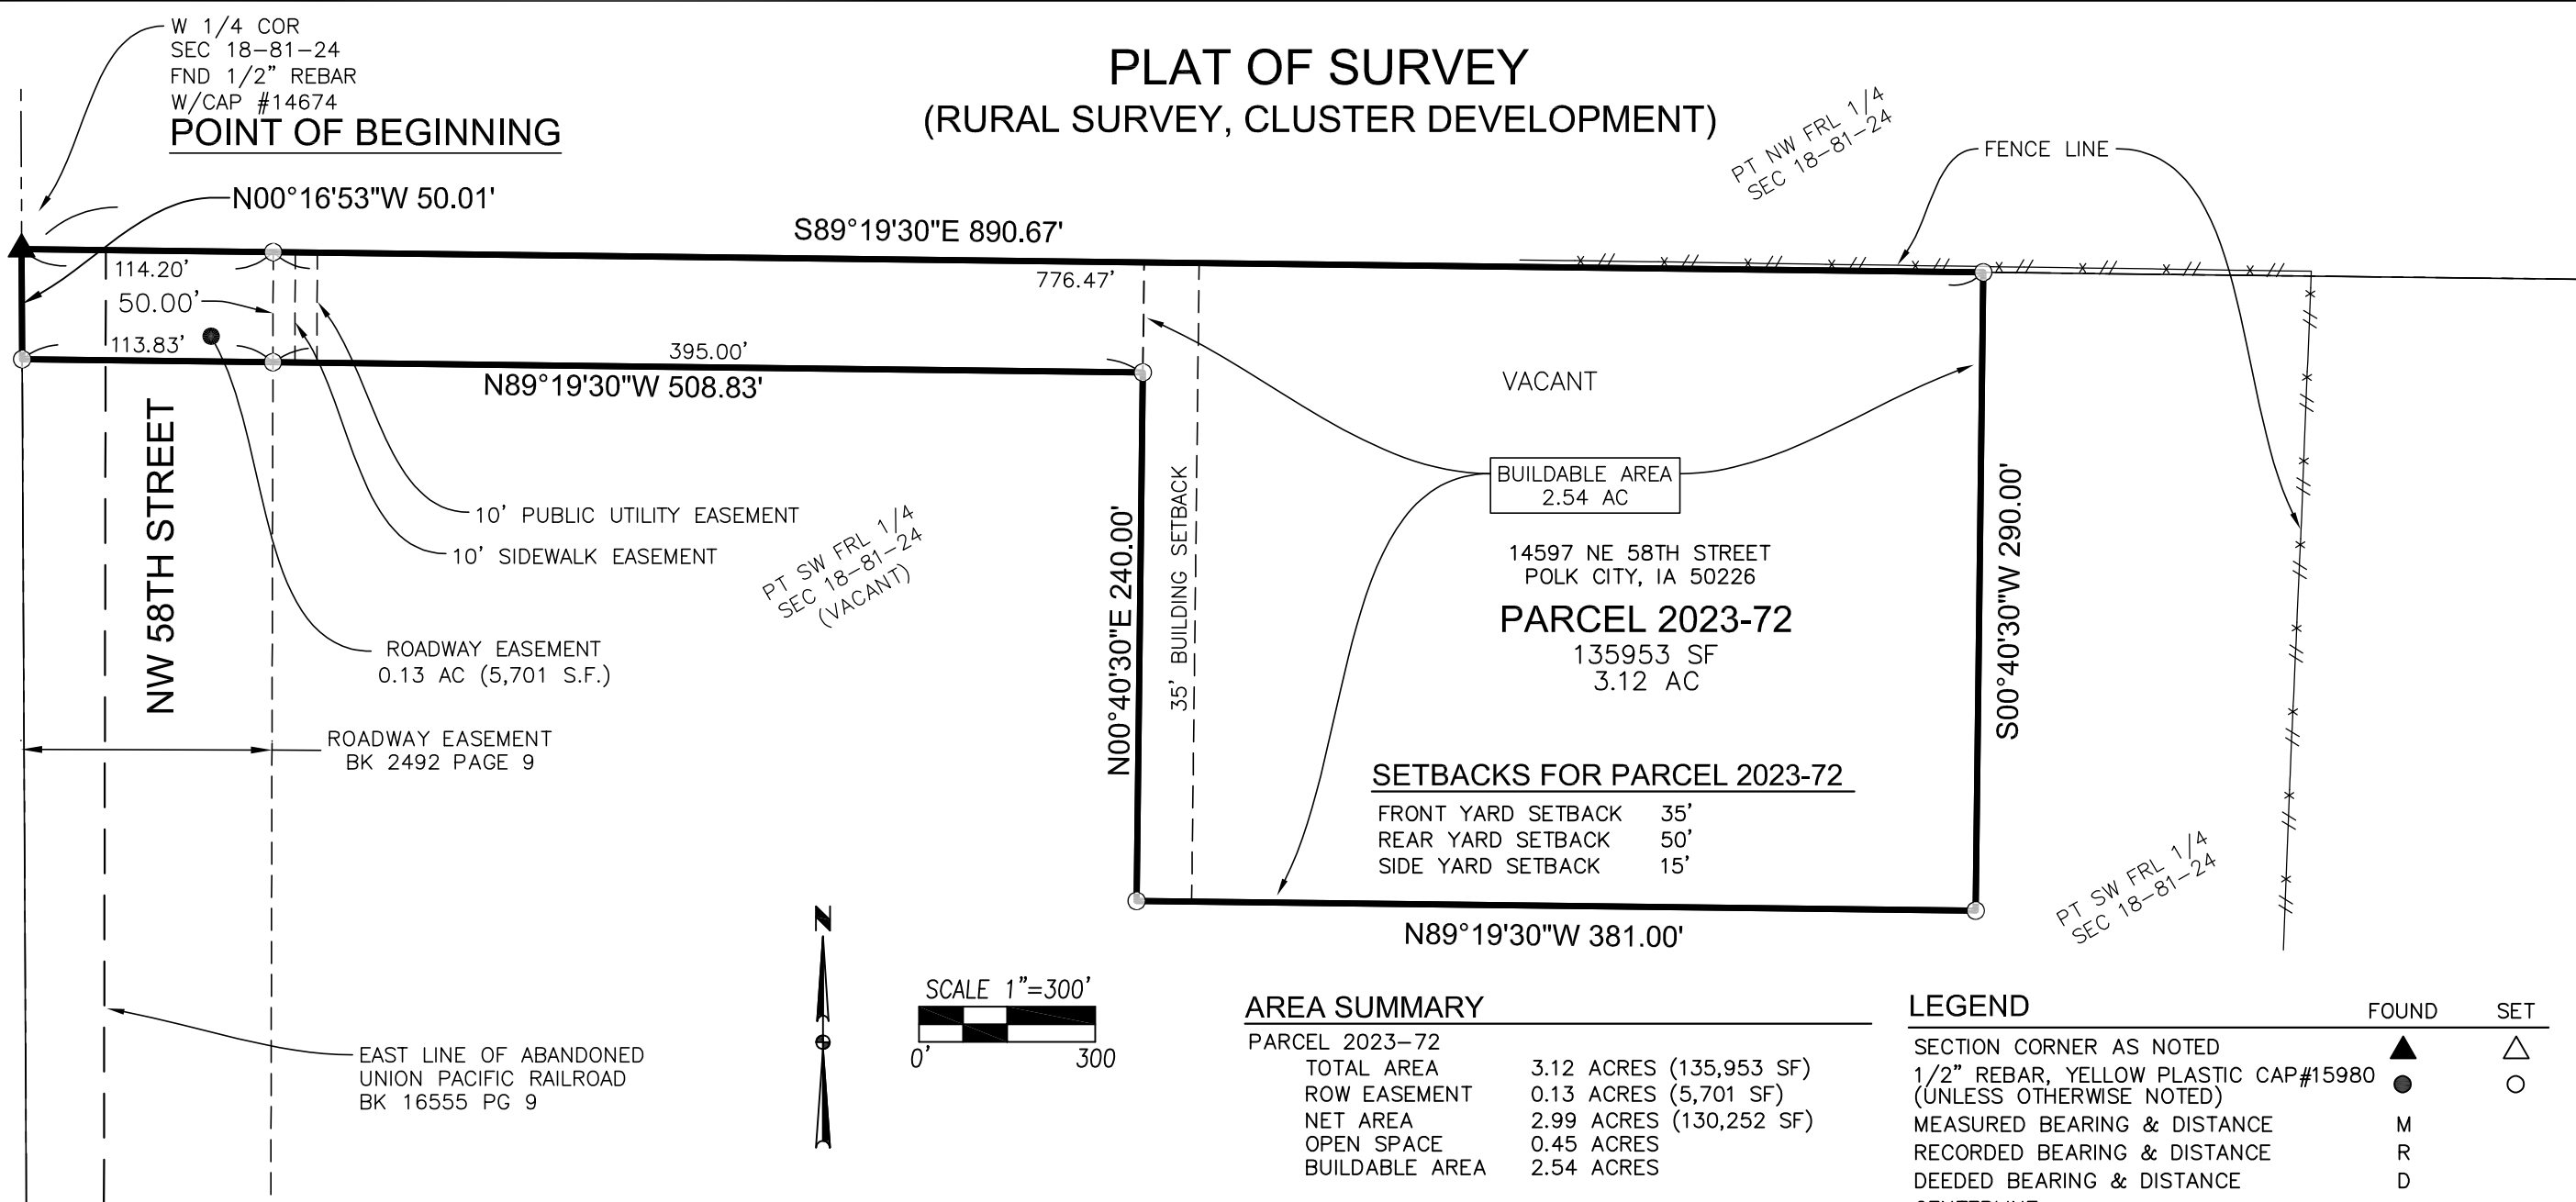 W 1/4 COR
SEC 18-81-24
FND 1/2" REBAR
W/CAP #14674
POINT OF BEGINNING
PLAT OF SURVEY
(RURAL SURVEY, CLUSTER DEVELOPMENT)
PT NW FRL 1/4
SEC 18-81-24
FENCE LINE
N00°16'53"W 50.01'
S89°19'30"E 890.67'
114.20'
776.47'
50.00'
113.83'
395.00'
N89°19'30"W 508.83'
VACANT
NW 58TH STREET
10' PUBLIC UTILITY EASEMENT
10' SIDEWALK EASEMENT
PT SW FRL 1/4
SEC 18-81-24
(VACANT)
N00°40'30"E 240.00'
35' BUILDING SETBACK
BUILDABLE AREA
2.54 AC
14597 NE 58TH STREET
POLK CITY, IA 50226
PARCEL 2023-72
135953 SF
3.12 AC
S00°40'30"W 290.00'
ROADWAY EASEMENT
0.13 AC (5,701 S.F.)
ROADWAY EASEMENT
BK 2492 PAGE 9
SETBACKS FOR PARCEL 2023-72
FRONT YARD SETBACK 35'
REAR YARD SETBACK 50'
SIDE YARD SETBACK 15'
PT SW FRL 1/4
SEC 18-81-24
N89°19'30"W 381.00'
N
SCALE 1"=300'
0' 300
EAST LINE OF ABANDONED
UNION PACIFIC RAILROAD
BK 16555 PG 9
AREA SUMMARY
PARCEL 2023-72
TOTAL AREA 3.12 ACRES (135,953 SF)
ROW EASEMENT 0.13 ACRES (5,701 SF)
NET AREA 2.99 ACRES (130,252 SF)
OPEN SPACE 0.45 ACRES
BUILDABLE AREA 2.54 ACRES
LEGEND FOUND SET
SECTION CORNER AS NOTED
1/2" REBAR, YELLOW PLASTIC CAP#15980
(UNLESS OTHERWISE NOTED)
MEASURED BEARING & DISTANCE M
RECORDED BEARING & DISTANCE R
DEEDED BEARING & DISTANCE D